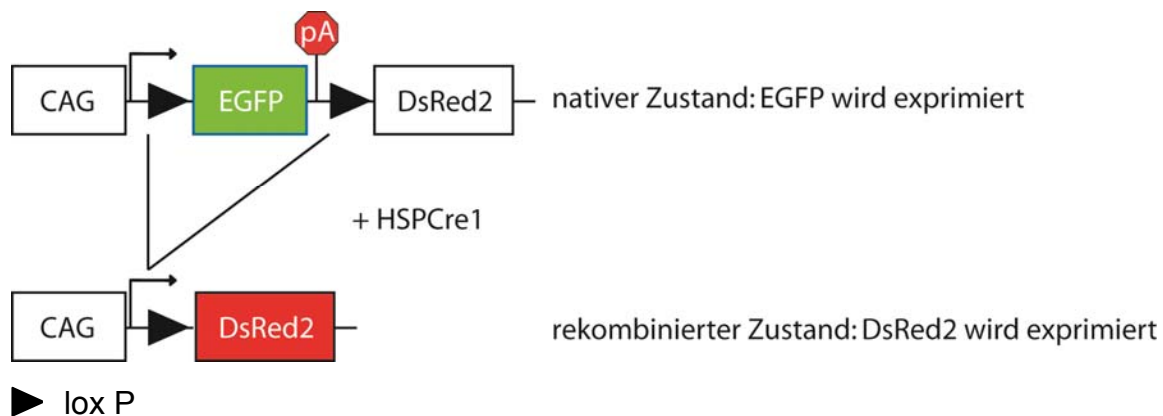 pA
CAG EGFP DsRed2 nativer Zustand: EGFP wird exprimiert
+ HSPCre1
CAG DsRed2 rekombinierter Zustand: DsRed2 wird exprimiert
lox P